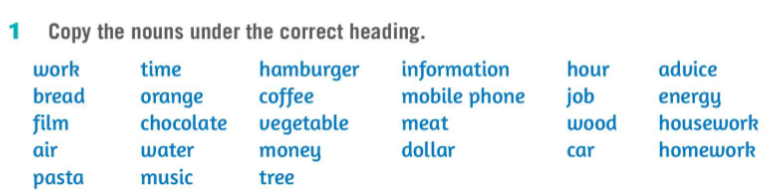 1 Copy the nouns under the correct heading.
work time hamburger information hour advice
bread orange coffee mobile phone job energy
film chocolate vegetable meat wood housework
air water money dollar car homework
pasta music tree